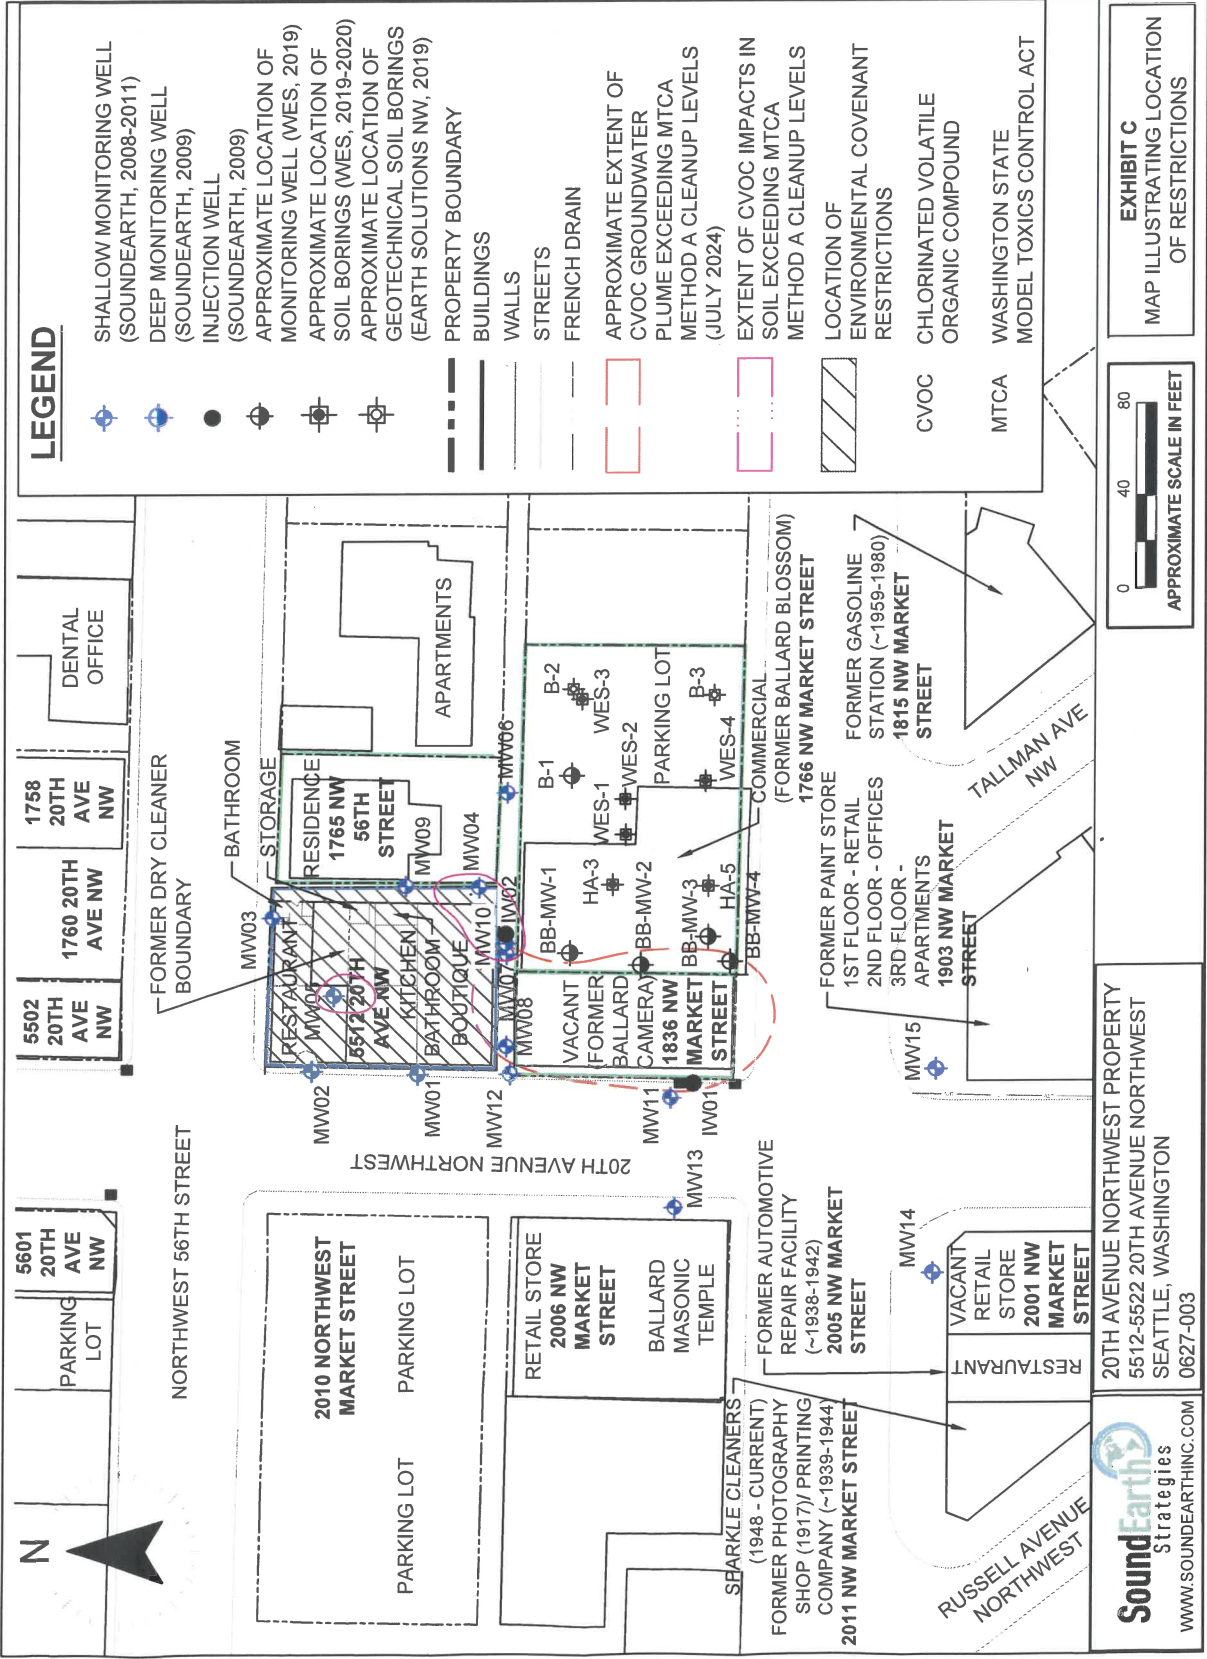 N
PARKING
LOT
5601
20TH
AVE
NW
5502
20TH
AVE
NW
1760 20TH
AVE NW
1758
20TH
AVE
NW
DENTAL
OFFICE
NORTHWEST 56TH STREET
FORMER DRY CLEANER
BOUNDARY
BATHROOM
STORAGE
MW03
2010 NORTHWEST
MARKET STREET
PARKING LOT
PARKING LOT
20TH AVENUE NORTHWEST
MW02
MW01
MW12
RESTAURANT
5512 20TH
AVE NW
KITCHEN
BATHROOM
BOUTIQUE
RESIDENCE
1765 NW
56TH
STREET
MW09
MW04
MW10
IW02
MW07
MW08
MW06
APARTMENTS
RETAIL STORE
2006 NW
MARKET
STREET
BALLARD
MASONIC
TEMPLE
MW13
MW11
IW01
VACANT
(FORMER
BALLARD
CAMERA)
1836 NW
MARKET
STREET
BB-MW-1
HA-3
BB-MW-2
BB-MW-3
HA-5
BB-MW-4
B-1
B-2
WES-3
WES-1
WES-2
PARKING LOT
B-3
WES-4
COMMERCIAL
(FORMER BALLARD BLOSSOM)
1766 NW MARKET STREET
SPARKLE CLEANERS
(1948 - CURRENT)
FORMER PHOTOGRAPHY
SHOP (1917)/ PRINTING
COMPANY (~1939-1944)
2011 NW MARKET STREET
FORMER AUTOMOTIVE
REPAIR FACILITY
(~1938-1942)
2005 NW MARKET
STREET
FORMER PAINT STORE
1ST FLOOR - RETAIL
2ND FLOOR - OFFICES
3RD FLOOR -
APARTMENTS
1903 NW MARKET
STREET
FORMER GASOLINE
STATION (~1959-1980)
1815 NW MARKET
STREET
MW14
MW15
VACANT
RETAIL
STORE
2001 NW
MARKET
STREET
RESTAURANT
RUSSELL AVENUE
NORTHWEST
TALLMAN AVE
NW
LEGEND
SHALLOW MONITORING WELL
(SOUNDEARTH, 2008-2011)
DEEP MONITORING WELL
(SOUNDEARTH, 2009)
INJECTION WELL
(SOUNDEARTH, 2009)
APPROXIMATE LOCATION OF
MONITORING WELL (WES, 2019)
APPROXIMATE LOCATION OF
SOIL BORINGS (WES, 2019-2020)
APPROXIMATE LOCATION OF
GEOTECHNICAL SOIL BORINGS
(EARTH SOLUTIONS NW, 2019)
PROPERTY BOUNDARY
BUILDINGS
WALLS
STREETS
FRENCH DRAIN
APPROXIMATE EXTENT OF
CVOC GROUNDWATER
PLUME EXCEEDING MTCA
METHOD A CLEANUP LEVELS
(JULY 2024)
EXTENT OF CVOC IMPACTS IN
SOIL EXCEEDING MTCA
METHOD A CLEANUP LEVELS
LOCATION OF
ENVIRONMENTAL COVENANT
RESTRICTIONS
CVOC CHLORINATED VOLATILE
ORGANIC COMPOUND
MTCA WASHINGTON STATE
MODEL TOXICS CONTROL ACT
SoundEarth
Strategies
WWW.SOUNDEARTHINC.COM
20TH AVENUE NORTHWEST PROPERTY
5512-5522 20TH AVENUE NORTHWEST
SEATTLE, WASHINGTON
0627-003
0 40 80
APPROXIMATE SCALE IN FEET
EXHIBIT C
MAP ILLUSTRATING LOCATION
OF RESTRICTIONS